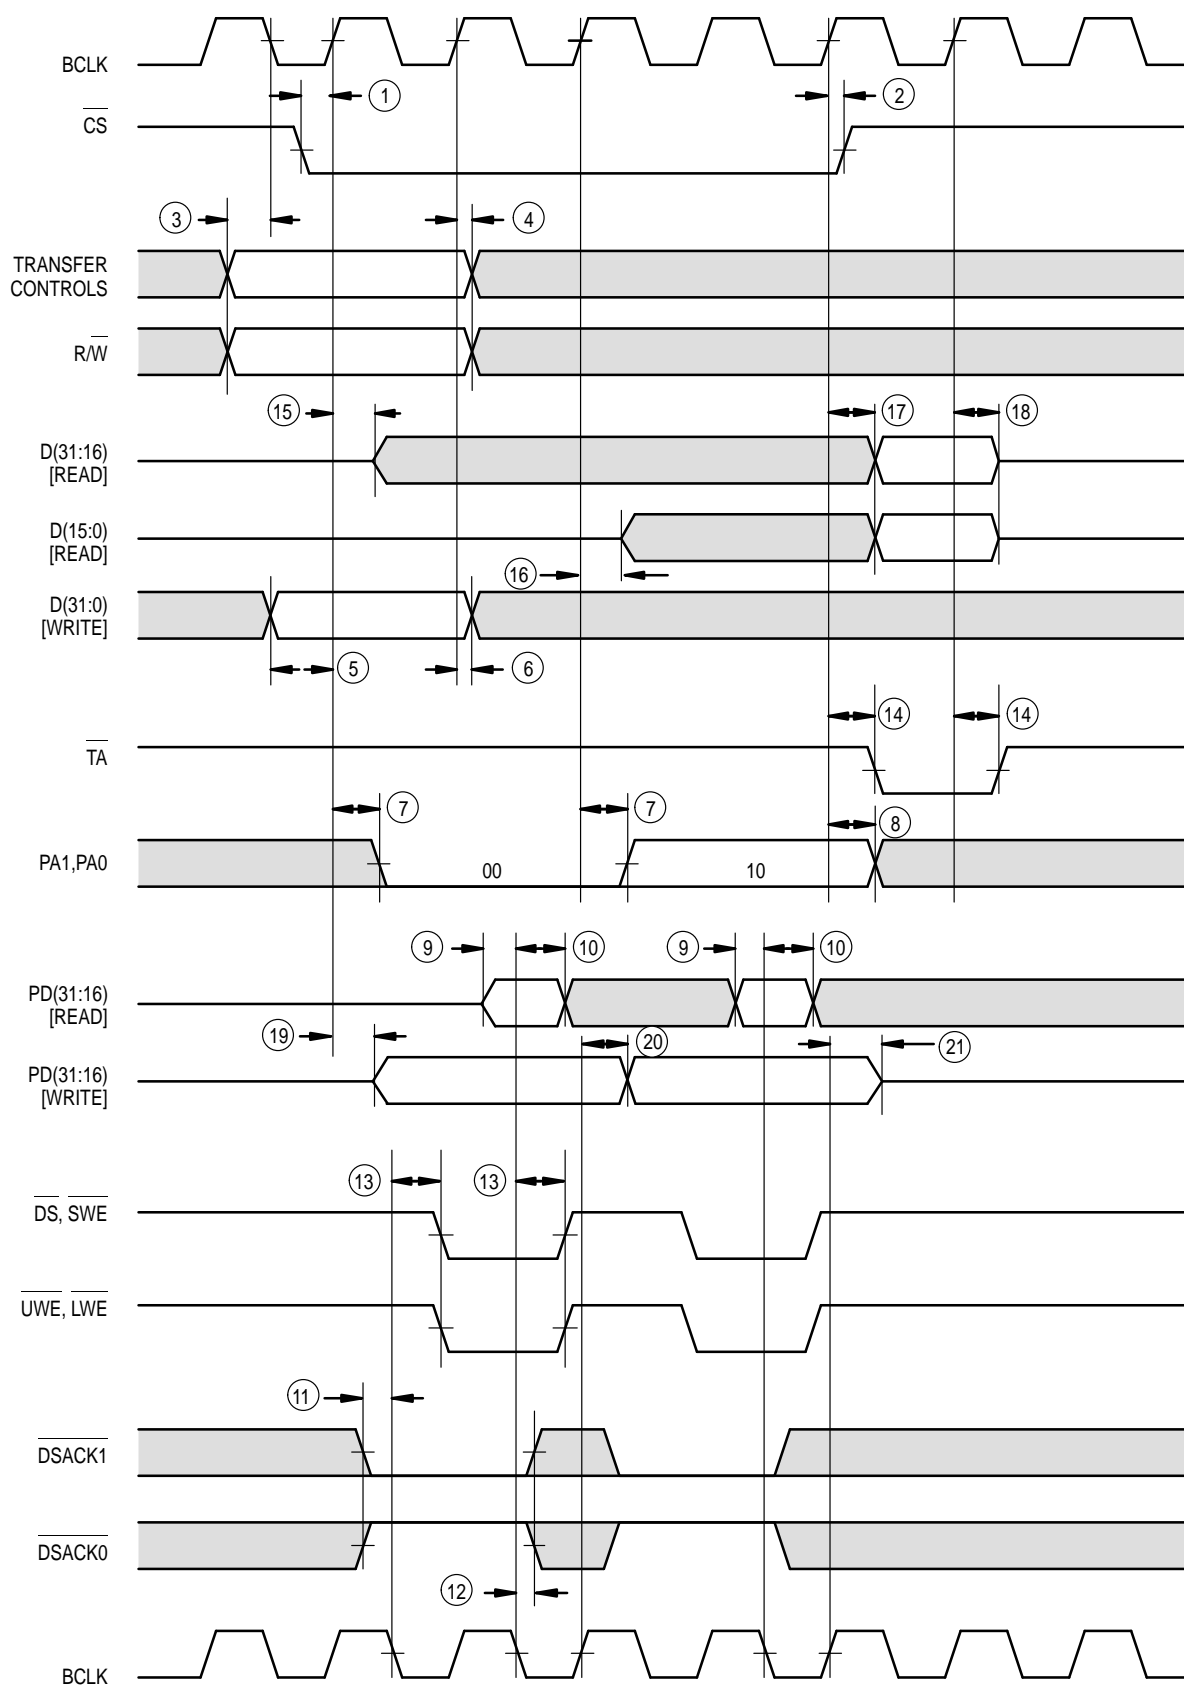 BCLK
1
2
CS
3
4
TRANSFER
CONTROLS
R/W
15
17
18
D(31:16)
[READ]
D(15:0)
[READ]
16
D(31:0)
[WRITE]
5
6
14
14
TA
7
7
8
PA1,PA0
00
10
9
10
9
10
PD(31:16)
[READ]
19
20
21
PD(31:16)
[WRITE]
13
13
DS, SWE
UWE, LWE
11
DSACK1
DSACK0
12
BCLK